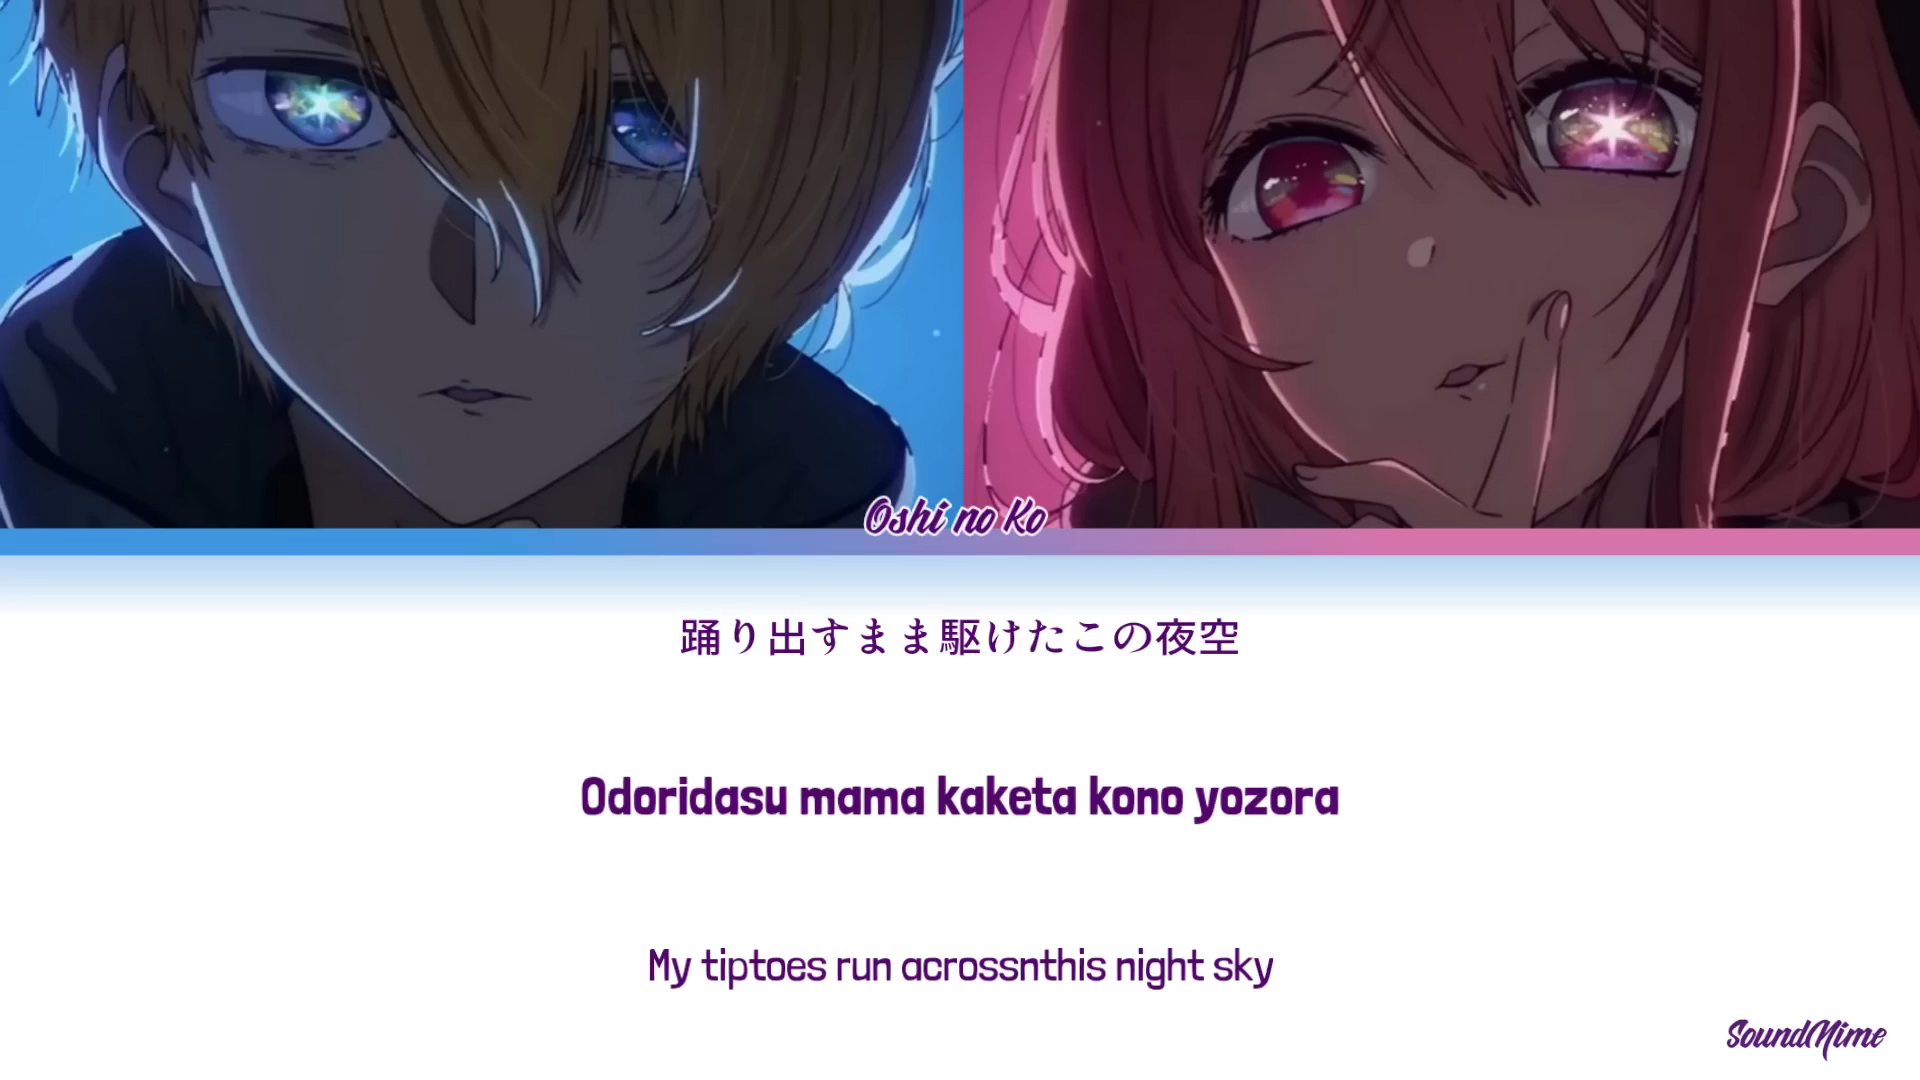 Oshi no Ko
踊り出すまま駆けたこの夜空
Odoridasu mama kaketa kono yozora
My tiptoes run acrossnthis night sky
SoundMime